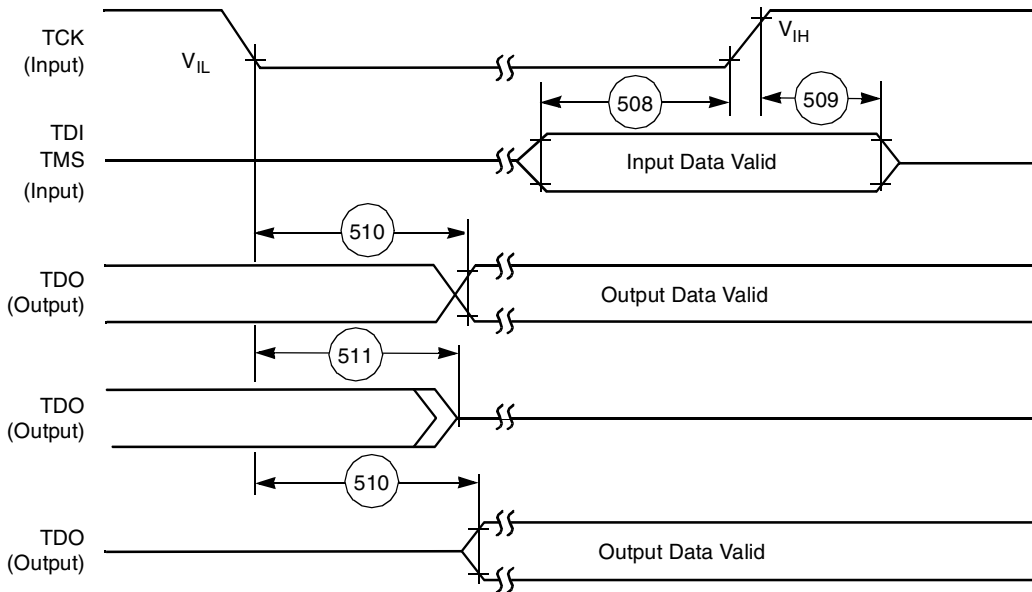 TCK
(Input)
V_IL
V_IH
508
509
TDI
TMS
(Input)
Input Data Valid
510
TDO
(Output)
Output Data Valid
511
TDO
(Output)
510
TDO
(Output)
Output Data Valid